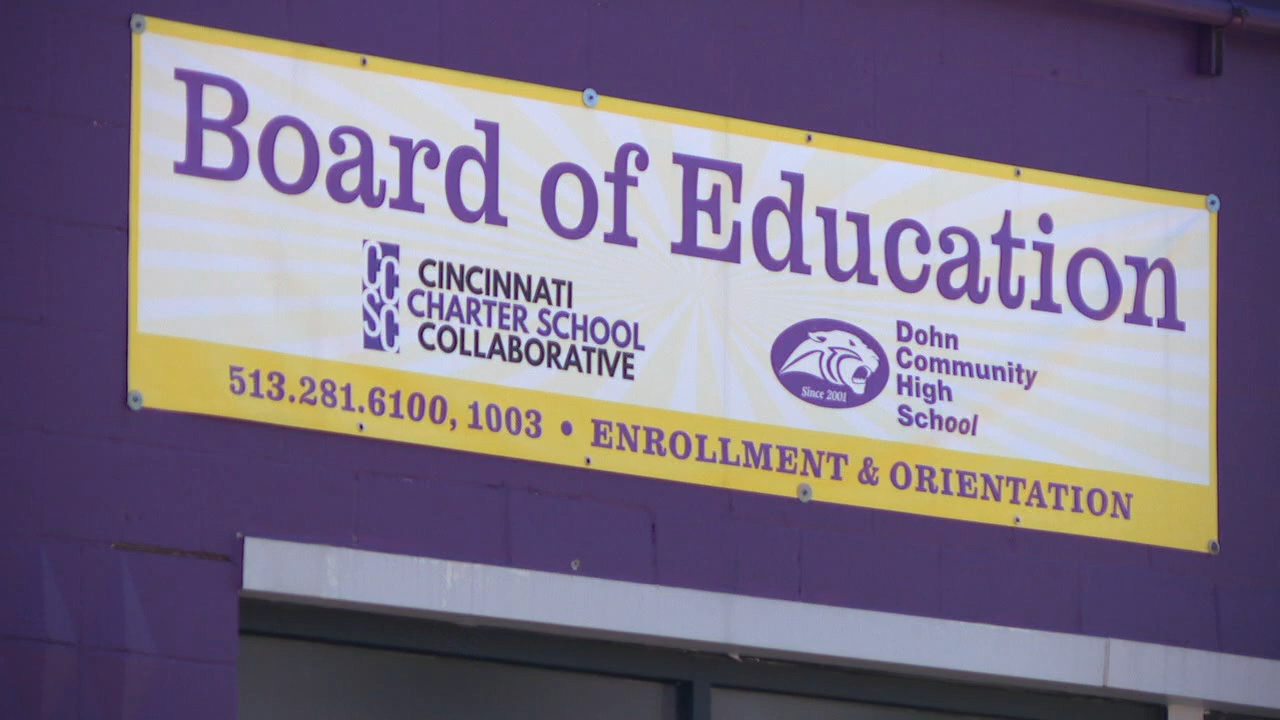 Board of Education
CCSC
CINCINNATI
CHARTER SCHOOL
COLLABORATIVE
Since 2001
Dohn
Community
High
School
513.281.6100, 1003 • ENROLLMENT & ORIENTATION